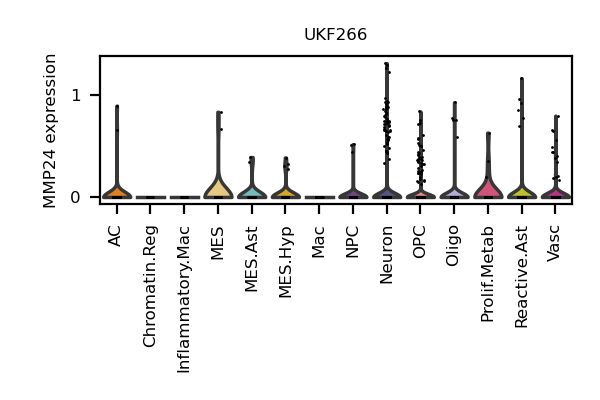 UKF266
MMP24 expression
1
0
AC
Chromatin.Reg
Inflammatory.Mac
MES
MES.Ast
MES.Hyp
Mac
NPC
Neuron
OPC
Oligo
Prolif.Metab
Reactive.Ast
Vasc